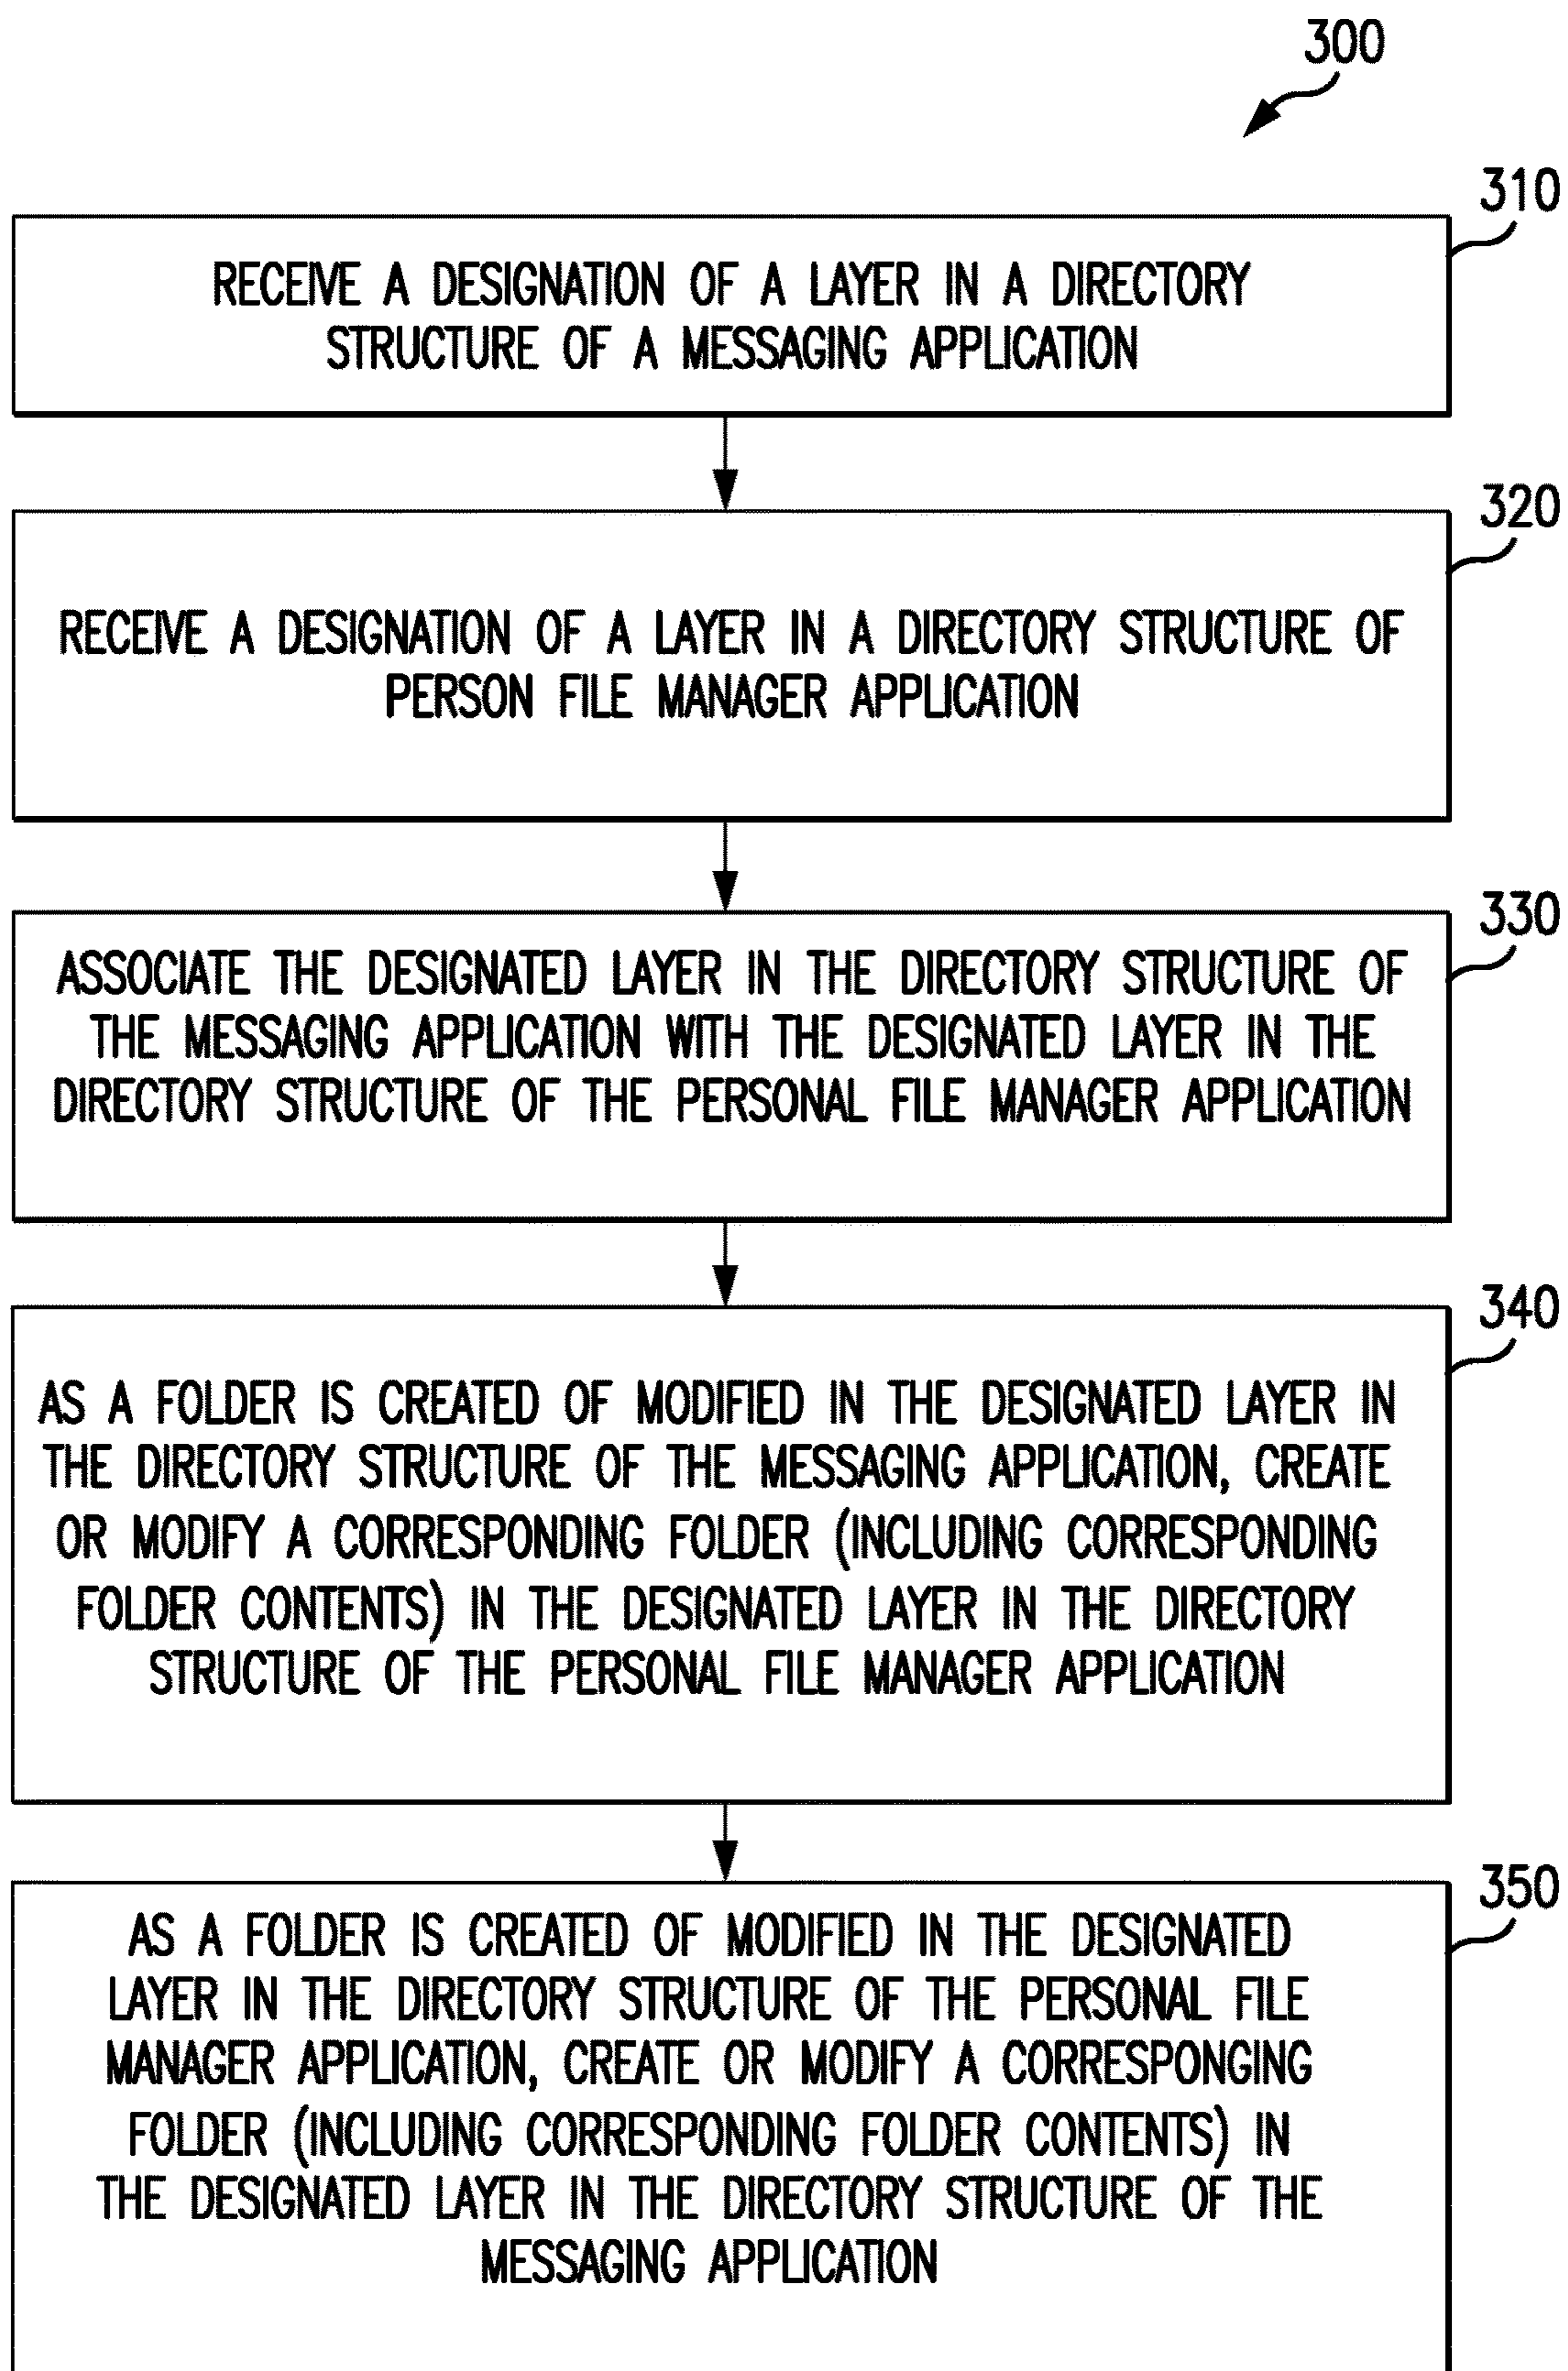 300
310
RECEIVE A DESIGNATION OF A LAYER IN A DIRECTORY
STRUCTURE OF A MESSAGING APPLICATION
320
RECEIVE A DESIGNATION OF A LAYER IN A DIRECTORY STRUCTURE OF
PERSON FILE MANAGER APPLICATION
330
ASSOCIATE THE DESIGNATED LAYER IN THE DIRECTORY STRUCTURE OF
THE MESSAGING APPLICATION WITH THE DESIGNATED LAYER IN THE
DIRECTORY STRUCTURE OF THE PERSONAL FILE MANAGER APPLICATION
340
AS A FOLDER IS CREATED OF MODIFIED IN THE DESIGNATED LAYER IN
THE DIRECTORY STRUCTURE OF THE MESSAGING APPLICATION, CREATE
OR MODIFY A CORRESPONDING FOLDER (INCLUDING CORRESPONDING
FOLDER CONTENTS) IN THE DESIGNATED LAYER IN THE DIRECTORY
STRUCTURE OF THE PERSONAL FILE MANAGER APPLICATION
350
AS A FOLDER IS CREATED OF MODIFIED IN THE DESIGNATED
LAYER IN THE DIRECTORY STRUCTURE OF THE PERSONAL FILE
MANAGER APPLICATION, CREATE OR MODIFY A CORRESPONGING
FOLDER (INCLUDING CORRESPONDING FOLDER CONTENTS) IN
THE DESIGNATED LAYER IN THE DIRECTORY STRUCTURE OF THE
MESSAGING APPLICATION